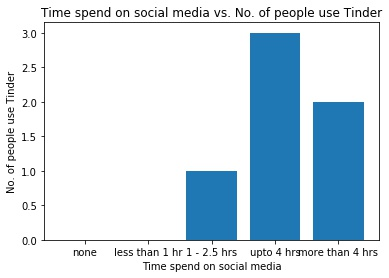 Time spend on social media vs. No. of people use Tinder
3.0
2.5
2.0
1.5
1.0
0.5
0.0
No. of people use Tinder
none less than 1 hr 1 - 2.5 hrs upto 4 hrs more than 4 hrs
Time spend on social media